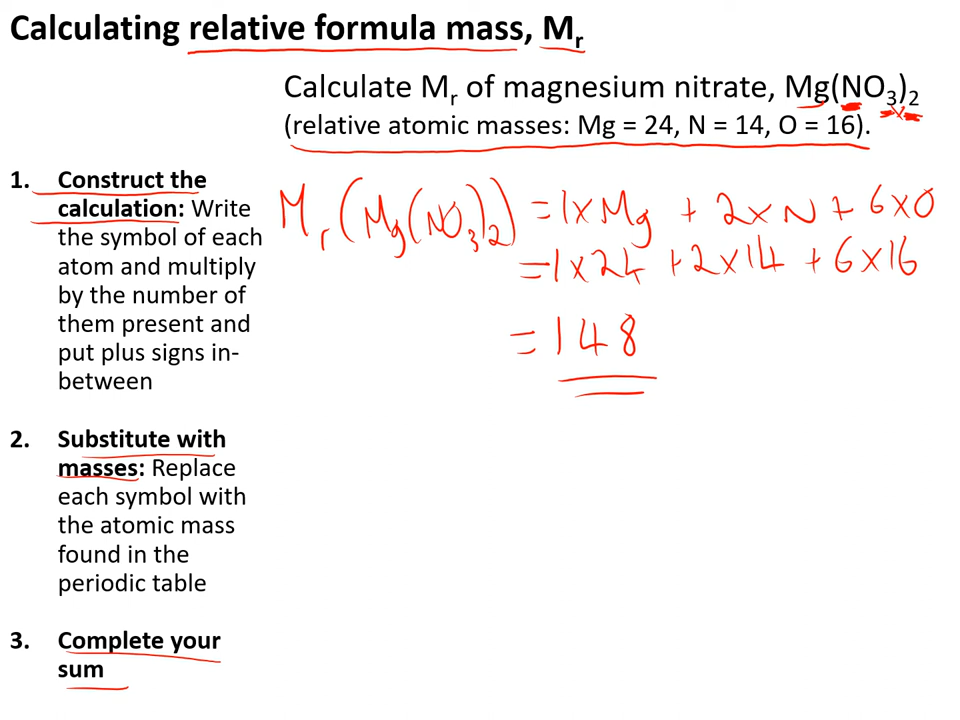 Calculating relative formula mass, Mr
Calculate Mr of magnesium nitrate, Mg(NO3)2
(relative atomic masses: Mg = 24, N = 14, O = 16).
1. Construct the
calculation: Write
the symbol of each
atom and multiply
by the number of
them present and
put plus signs in-
between
2. Substitute with
masses: Replace
each symbol with
the atomic mass
found in the
periodic table
3. Complete your
sum
Mr (Mg(NO3)2) = 1 x Mg + 2 x N + 6 x O
= 1 x 24 + 2 x 14 + 6 x 16
= 148